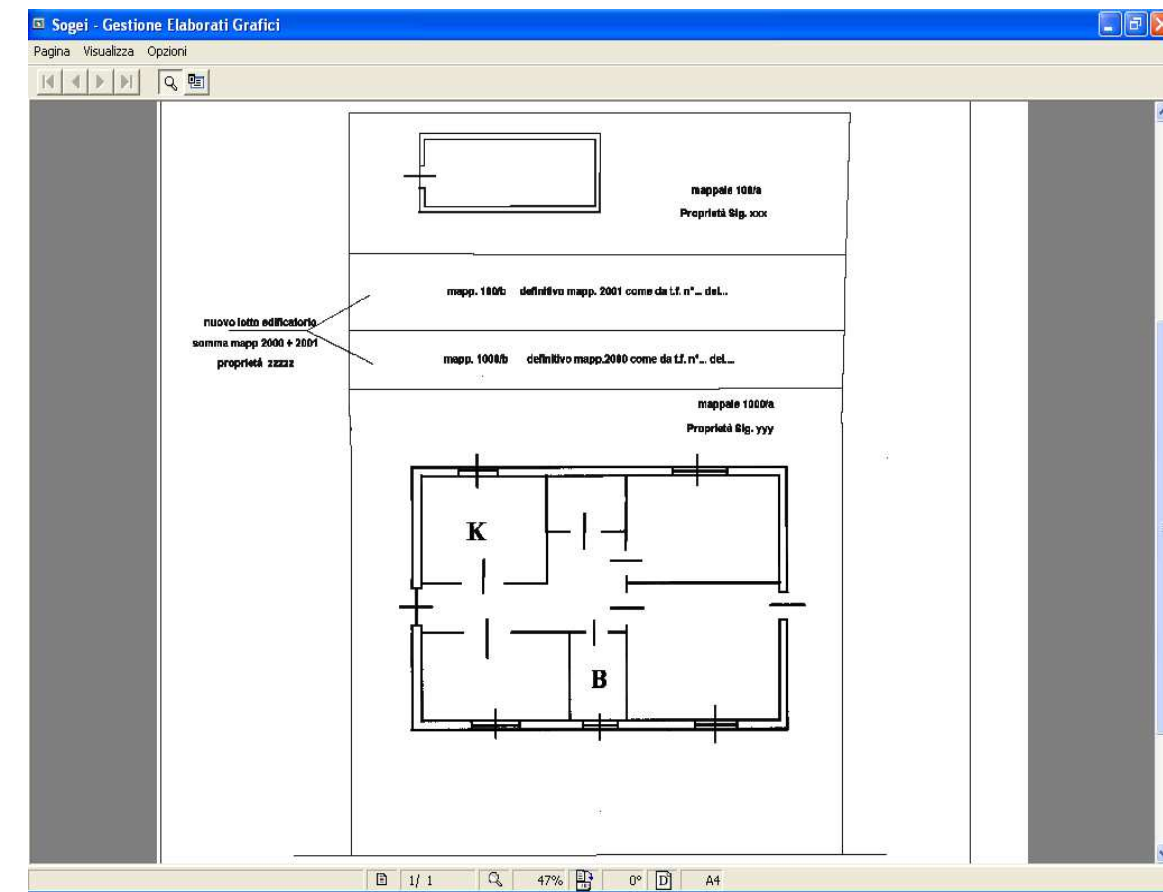 Sogei - Gestione Elaborati Grafici
Pagina Visualizza Opzioni
mappale 100/a
Proprietà Sig. xxx
mapp. 100/b definitivo mapp. 2001 come da t.f. n°... del...
nuovo lotto edificatorio
somma mapp 2000 + 2001
proprietà zzzzz
mapp. 1000/b definitivo mapp.2000 come da t.f. n°... del...
mappale 1000/a
Proprietà Sig. yyy
K
B
1/ 1 47% 0° D A4